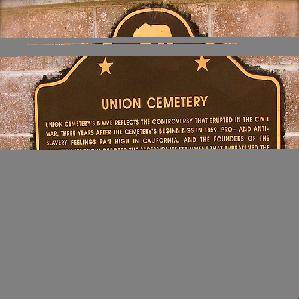 UNION CEMETERY
UNION CEMETERY'S NAME REFLECTS THE CONTROVERSY THAT ERUPTED IN THE CIVIL
WAR. THREE YEARS AFTER THE CEMETERY'S BEGINNINGS IN 1859, PRO- AND ANTI-
SLAVERY FEELINGS RAN HIGH IN CALIFORNIA, AND THE FOUNDERS OF THE